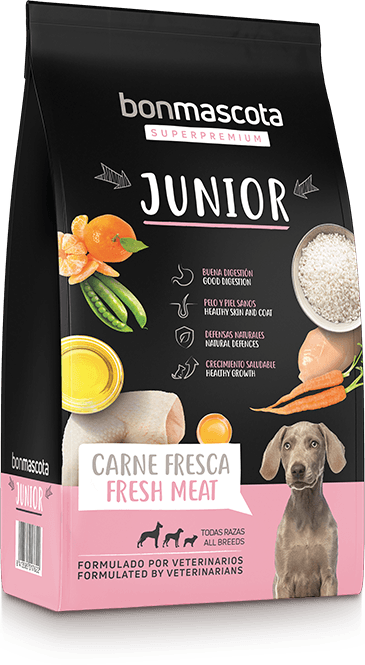 bonmascota
SUPERPREMIUM
JUNIOR
BUENA DIGESTIÓN
GOOD DIGESTION
PELO Y PIEL SANOS
HEALTHY SKIN AND COAT
DEFENSAS NATURALES
NATURAL DEFENCES
CRECIMIENTO SALUDABLE
HEALTHY GROWTH
CARNE FRESCA
FRESH MEAT
TODAS RAZAS
ALL BREEDS
FORMULADO POR VETERINARIOS
FORMULATED BY VETERINARIANS
bonmascota
JUNIOR